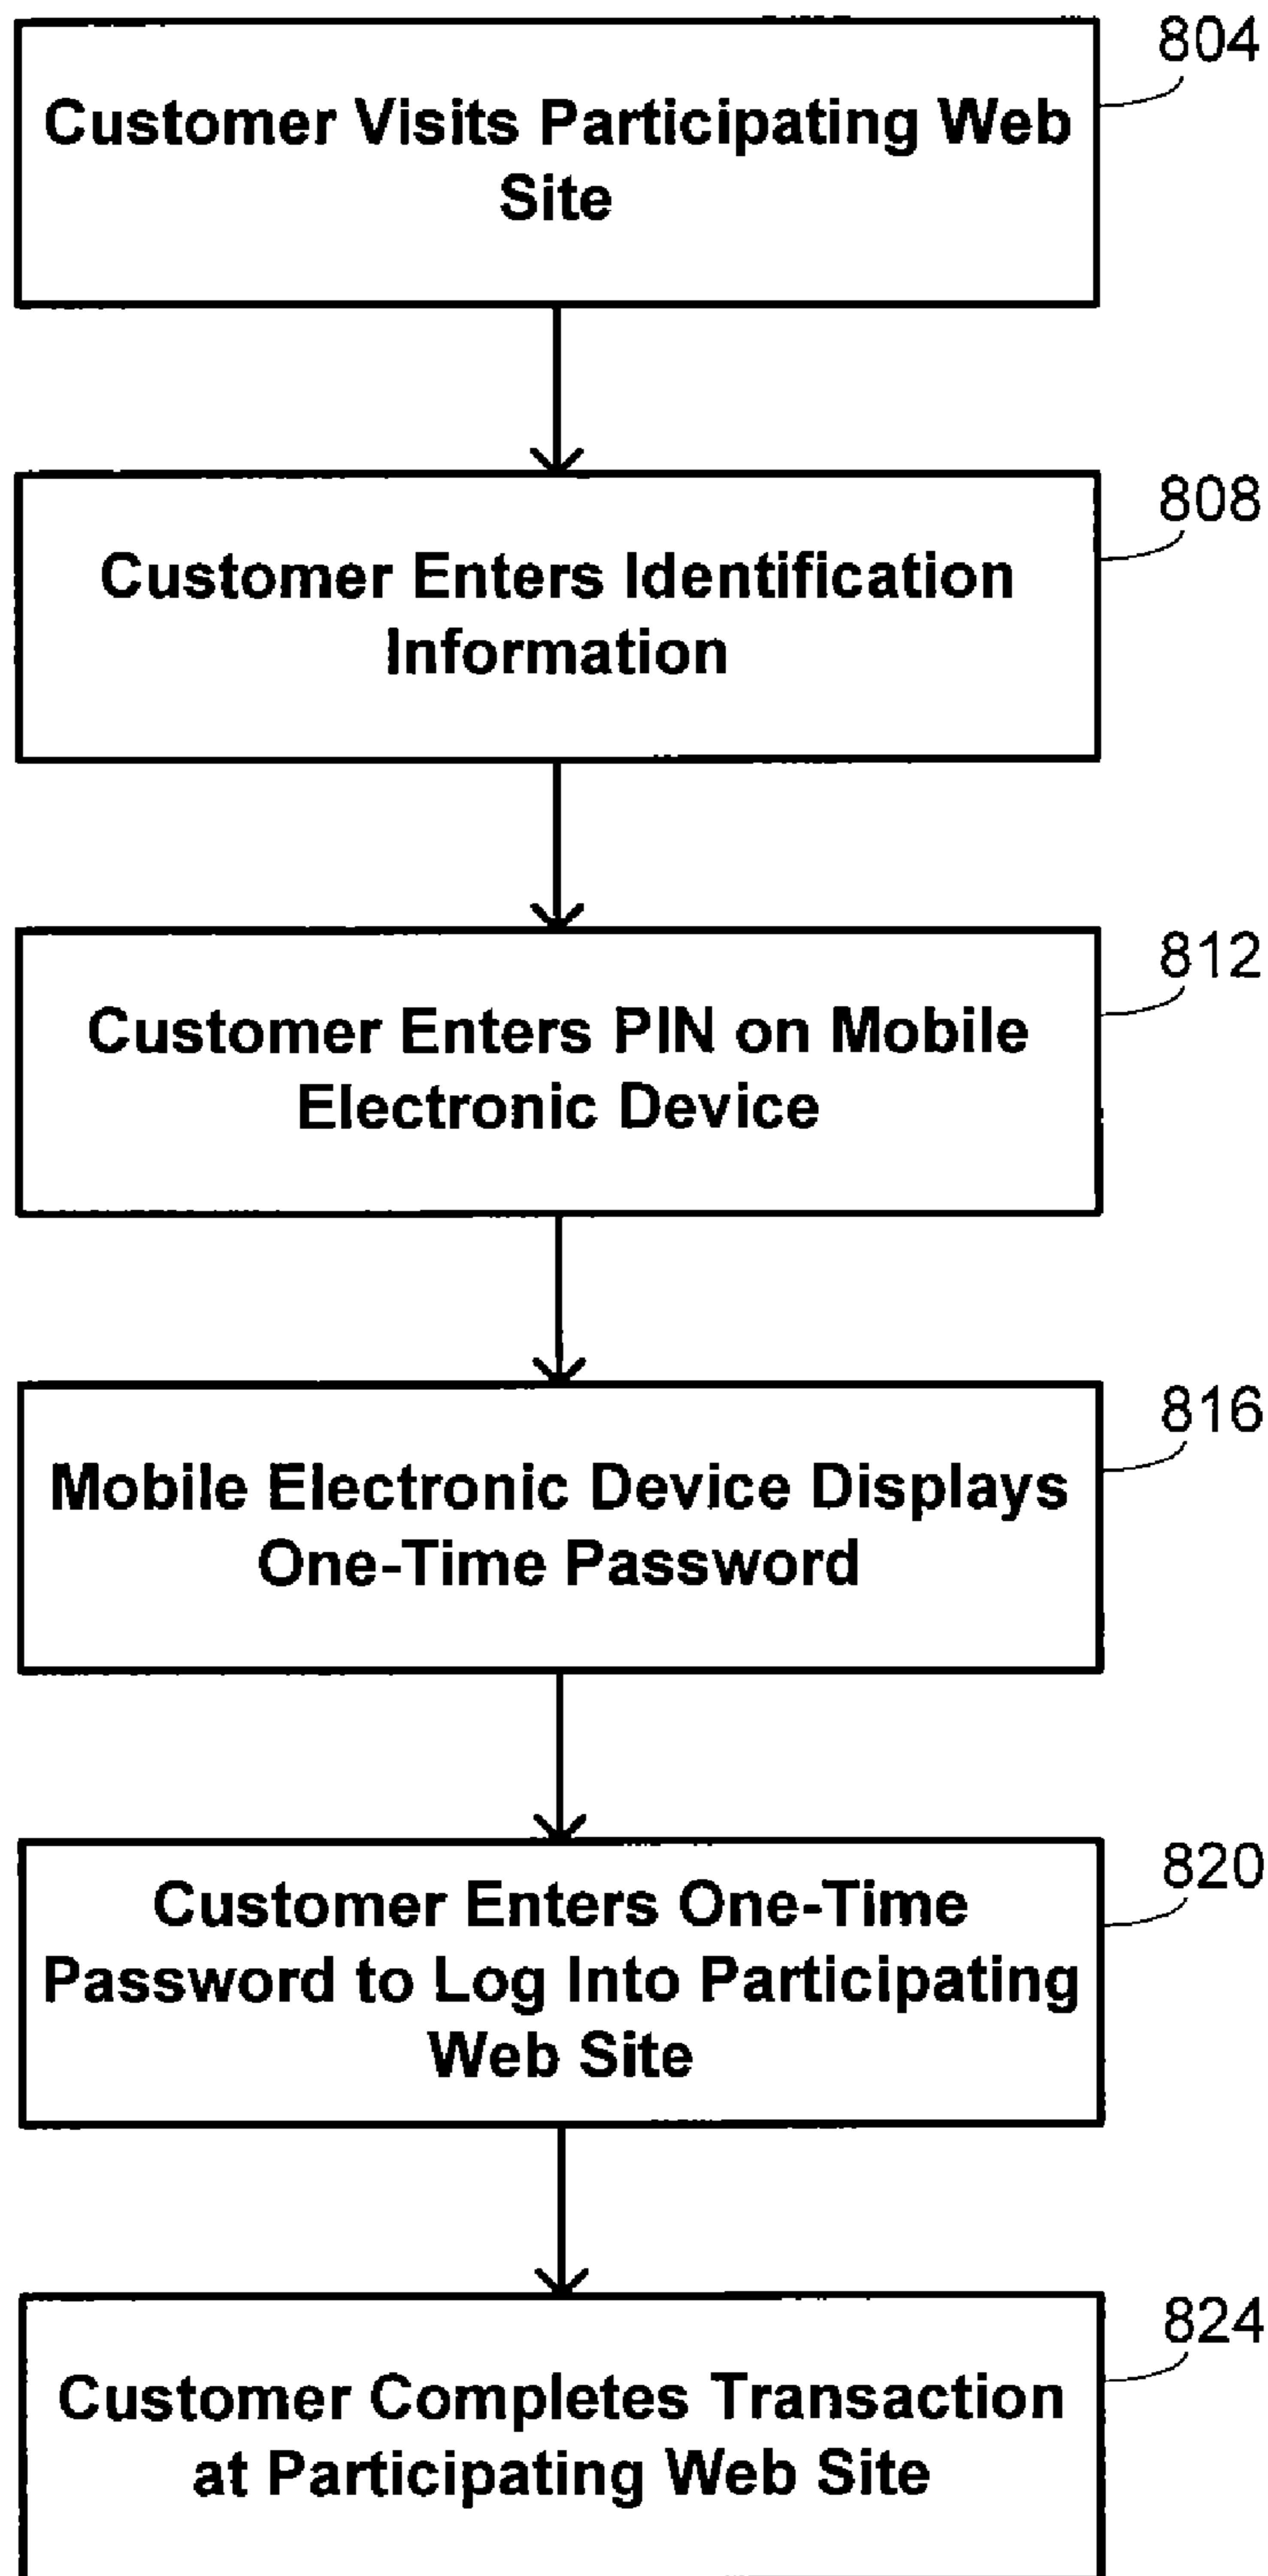 804
Customer Visits Participating Web
Site
808
Customer Enters Identification
Information
812
Customer Enters PIN on Mobile
Electronic Device
816
Mobile Electronic Device Displays
One-Time Password
820
Customer Enters One-Time
Password to Log Into Participating
Web Site
824
Customer Completes Transaction
at Participating Web Site